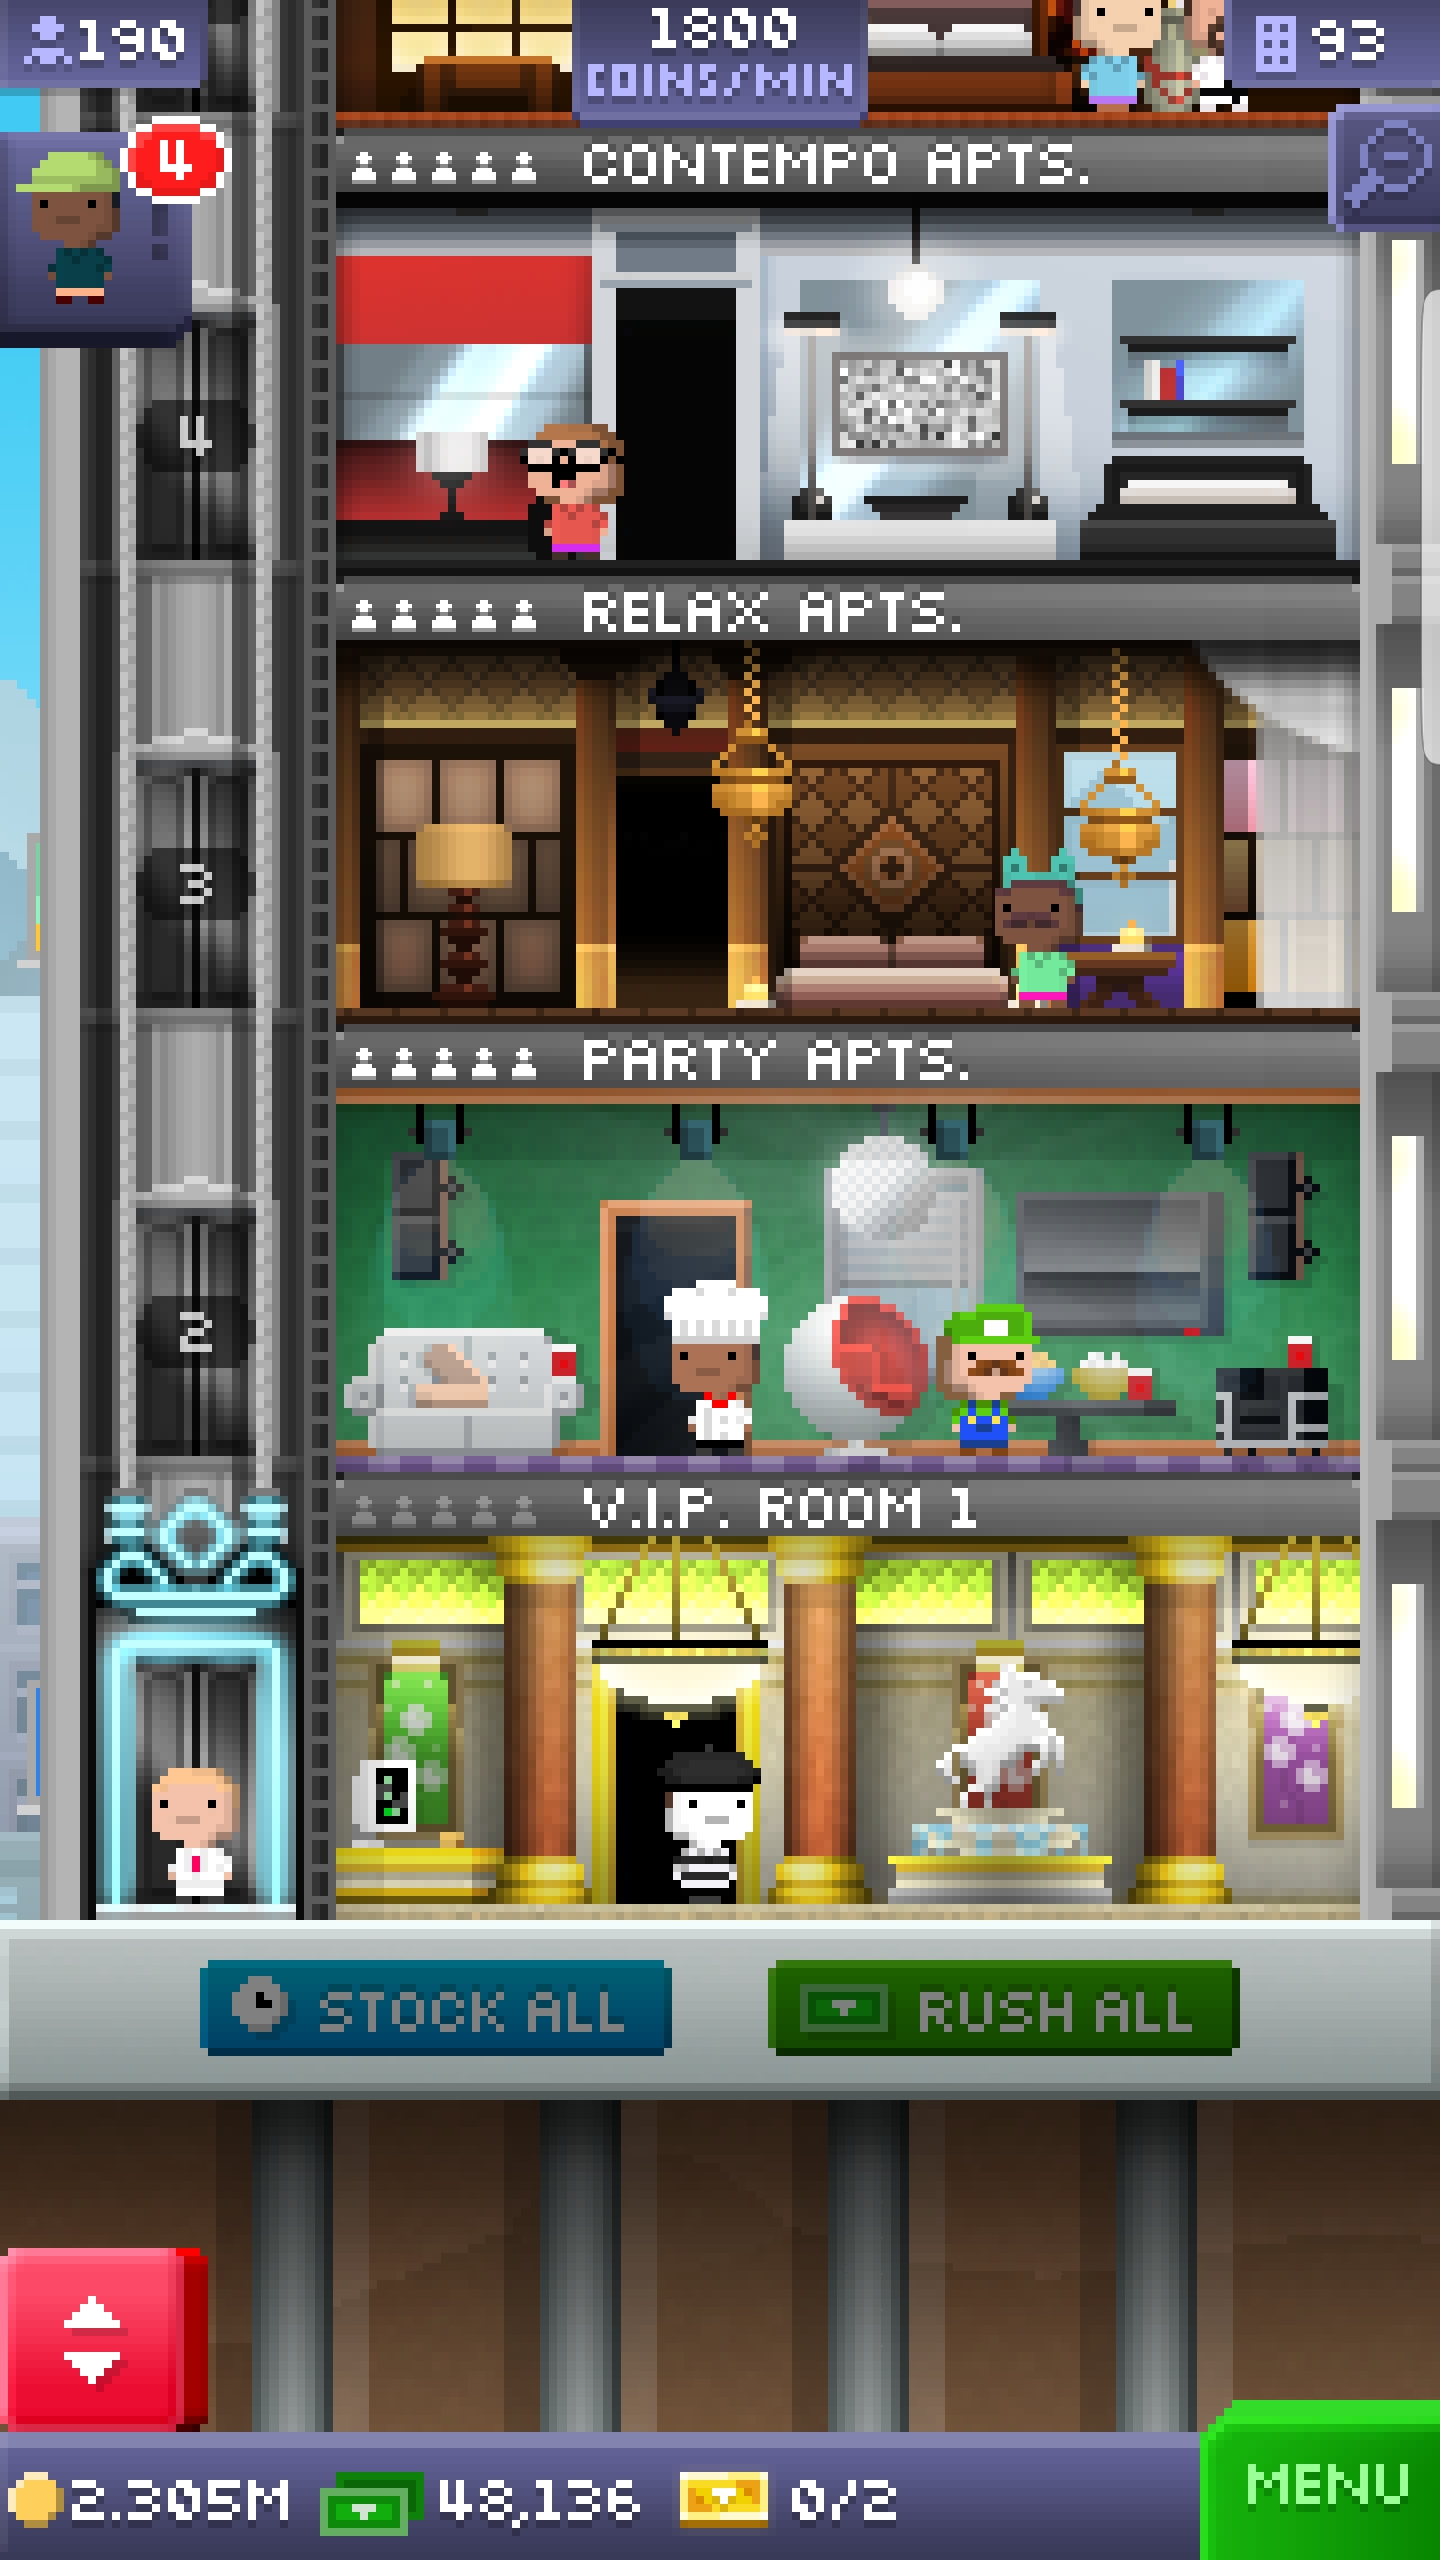 190
1800
COINS/MIN
93
4
CONTEMPO APTS.
4
RELAX APTS.
3
PARTY APTS.
2
V.I.P. ROOM 1
STOCK ALL
RUSH ALL
2.305M
48,136
0/2
MENU